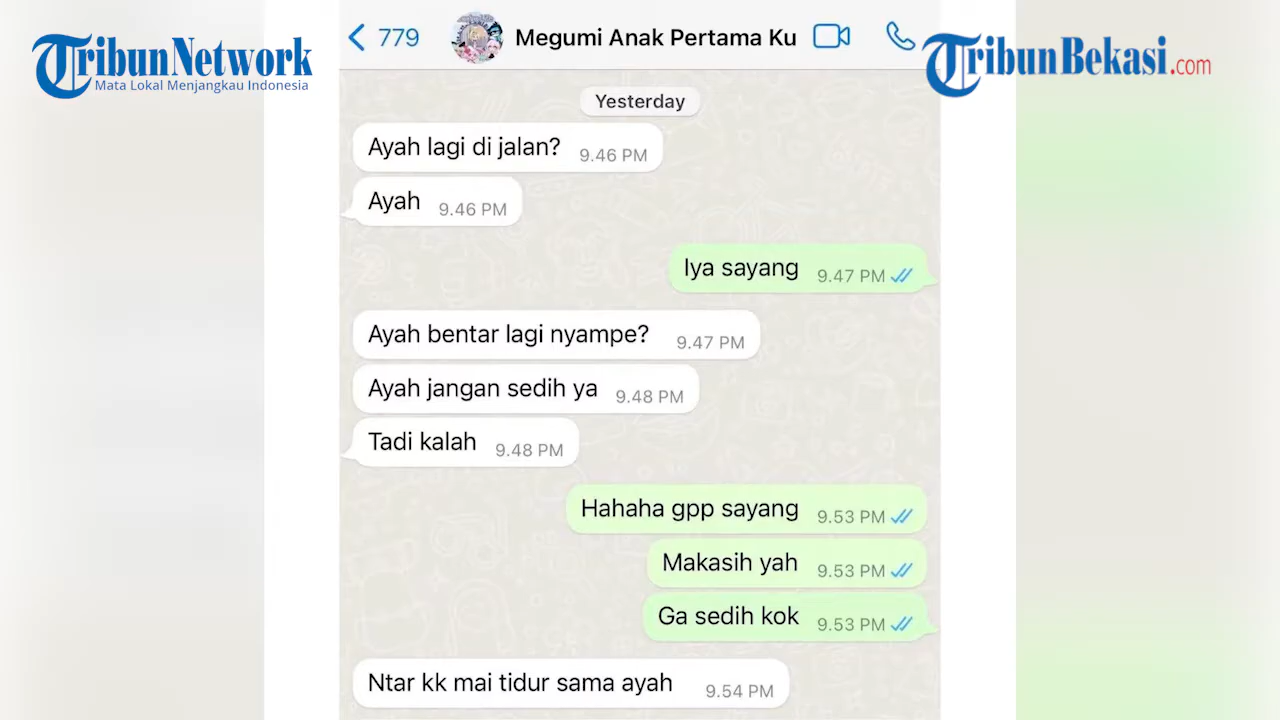 TribunNetwork
Mata Lokal Menjangkau Indonesia
779
Megumi Anak Pertama Ku
TribunBekasi.com
Yesterday
Ayah lagi di jalan? 9.46 PM
Ayah 9.46 PM
Iya sayang 9.47 PM
Ayah bentar lagi nyampe? 9.47 PM
Ayah jangan sedih ya 9.48 PM
Tadi kalah 9.48 PM
Hahaha gpp sayang 9.53 PM
Makasih yah 9.53 PM
Ga sedih kok 9.53 PM
Ntar kk mai tidur sama ayah 9.54 PM